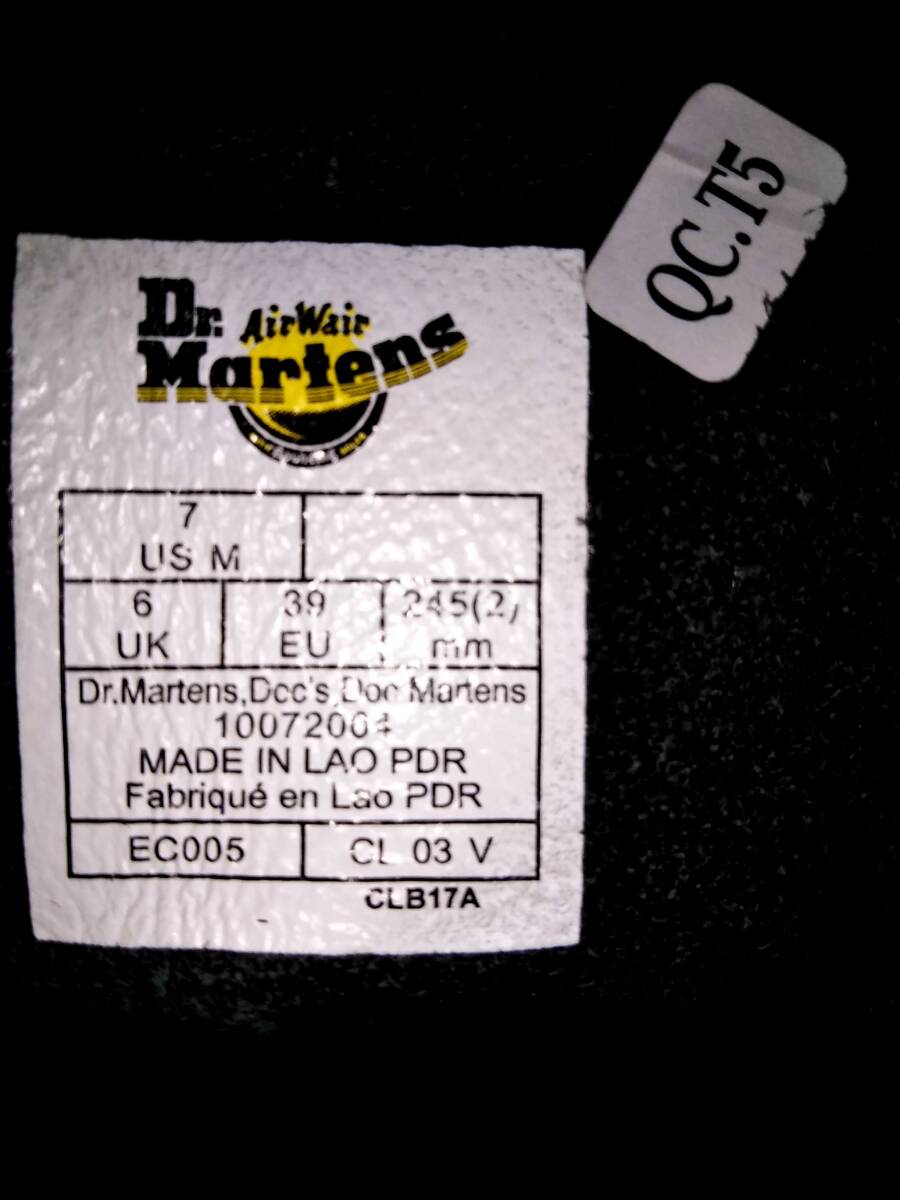 QC.T5
Dr. AirWair
Martens
7
US M
6 39 245(2)
UK EU mm
Dr.Martens,Doc's,Doc Martens
10072004
MADE IN LAO PDR
Fabriqué en Lao PDR
EC005 CL 03 V
CLB17A